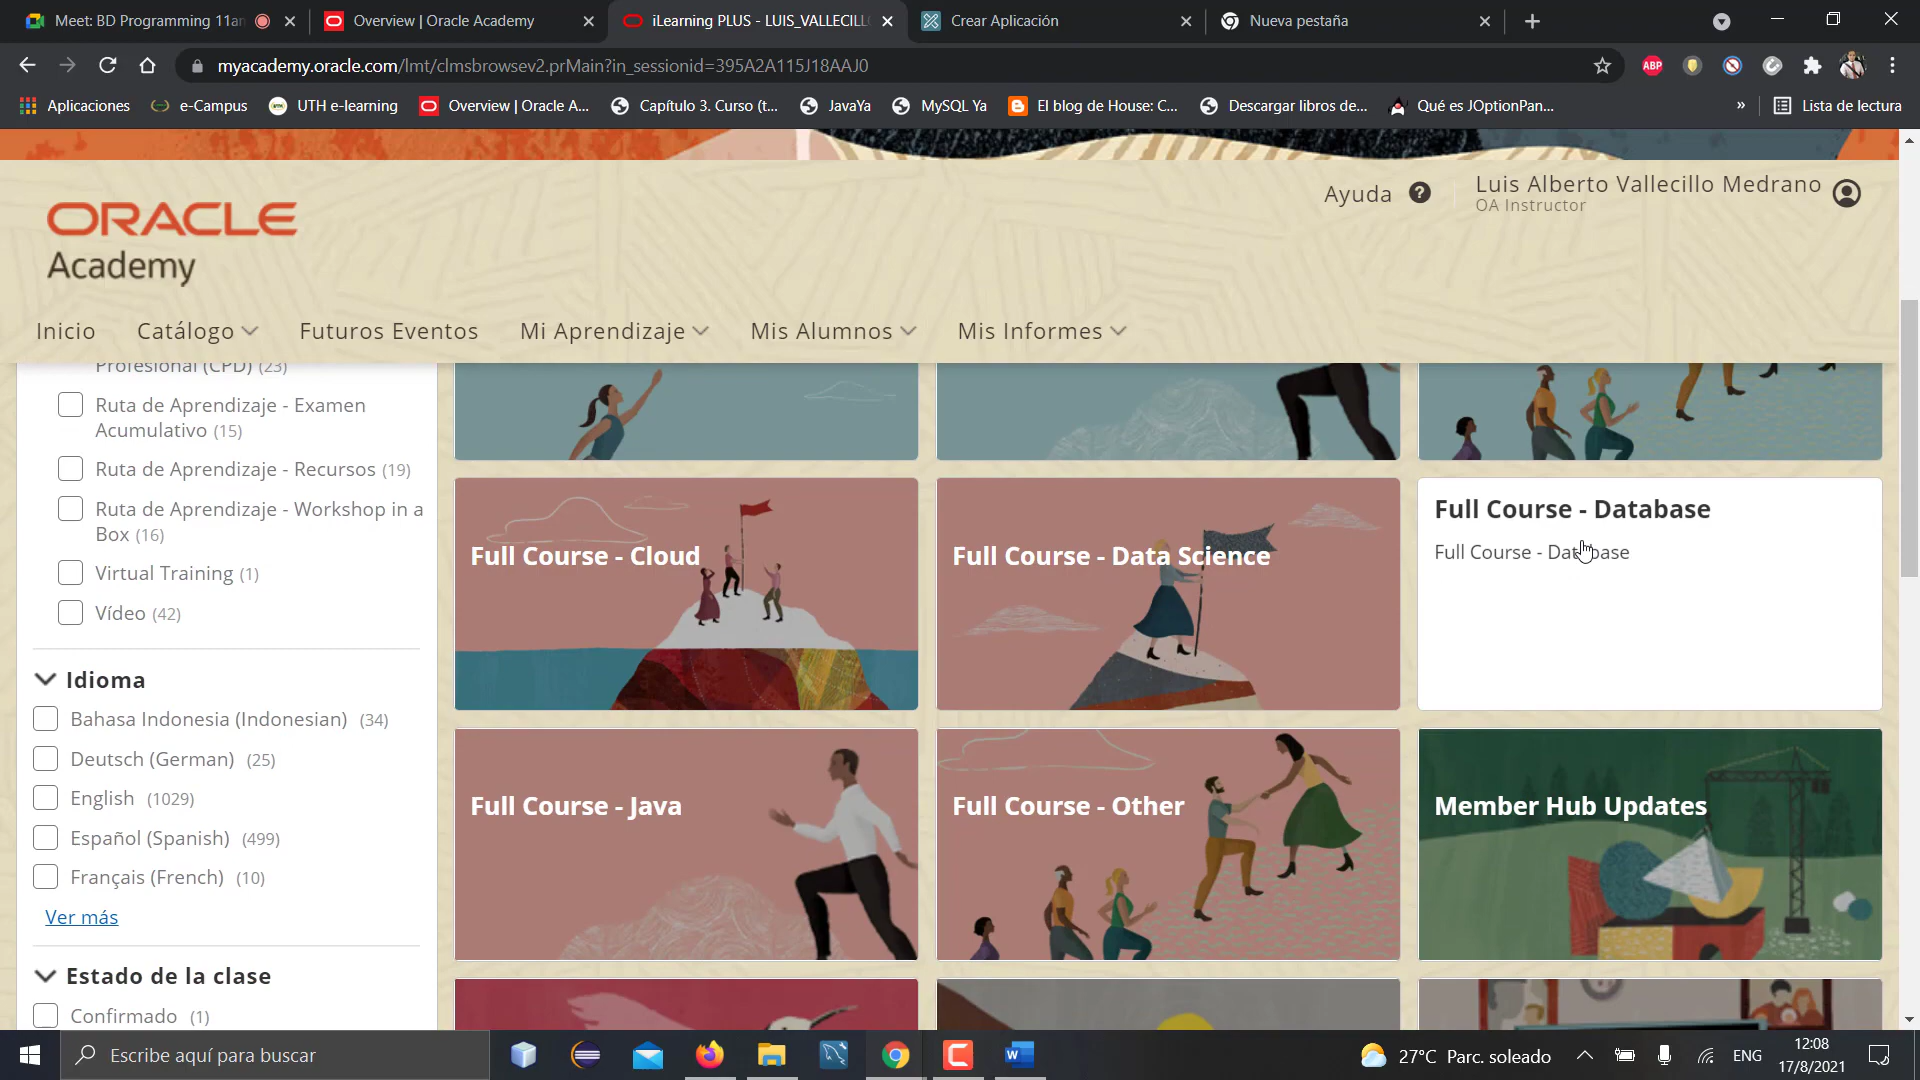 Meet: BD Programming 11am
Overview | Oracle Academy
iLearning PLUS - LUIS_VALLECILLO
Crear Aplicación
Nueva pestaña
myacademy.oracle.com/lmt/clmsbrowsev2.prMain?in_sessionid=395A2A115J18AAJ0
ABP
Aplicaciones
e-Campus
UTH e-learning
Overview | Oracle A...
Capítulo 3. Curso (t...
JavaYa
MySQL Ya
El blog de House: C...
Descargar libros de...
Qué es JOptionPan...
»
Lista de lectura
ORACLE
Academy
Ayuda ?
Luis Alberto Vallecillo Medrano
OA Instructor
Inicio
Catálogo
Futuros Eventos
Mi Aprendizaje
Mis Alumnos
Mis Informes
Profesional (CPD) (23)
Ruta de Aprendizaje - Examen
Acumulativo (15)
Ruta de Aprendizaje - Recursos (19)
Ruta de Aprendizaje - Workshop in a
Box (16)
Virtual Training (1)
Vídeo (42)
Idioma
Bahasa Indonesia (Indonesian) (34)
Deutsch (German) (25)
English (1029)
Español (Spanish) (499)
Français (French) (10)
Ver más
Estado de la clase
Confirmado (1)
Full Course - Cloud
Full Course - Data Science
Full Course - Database
Full Course - Database
Full Course - Java
Full Course - Other
Member Hub Updates
Escribe aquí para buscar
27°C Parc. soleado
ENG
12:08
17/8/2021